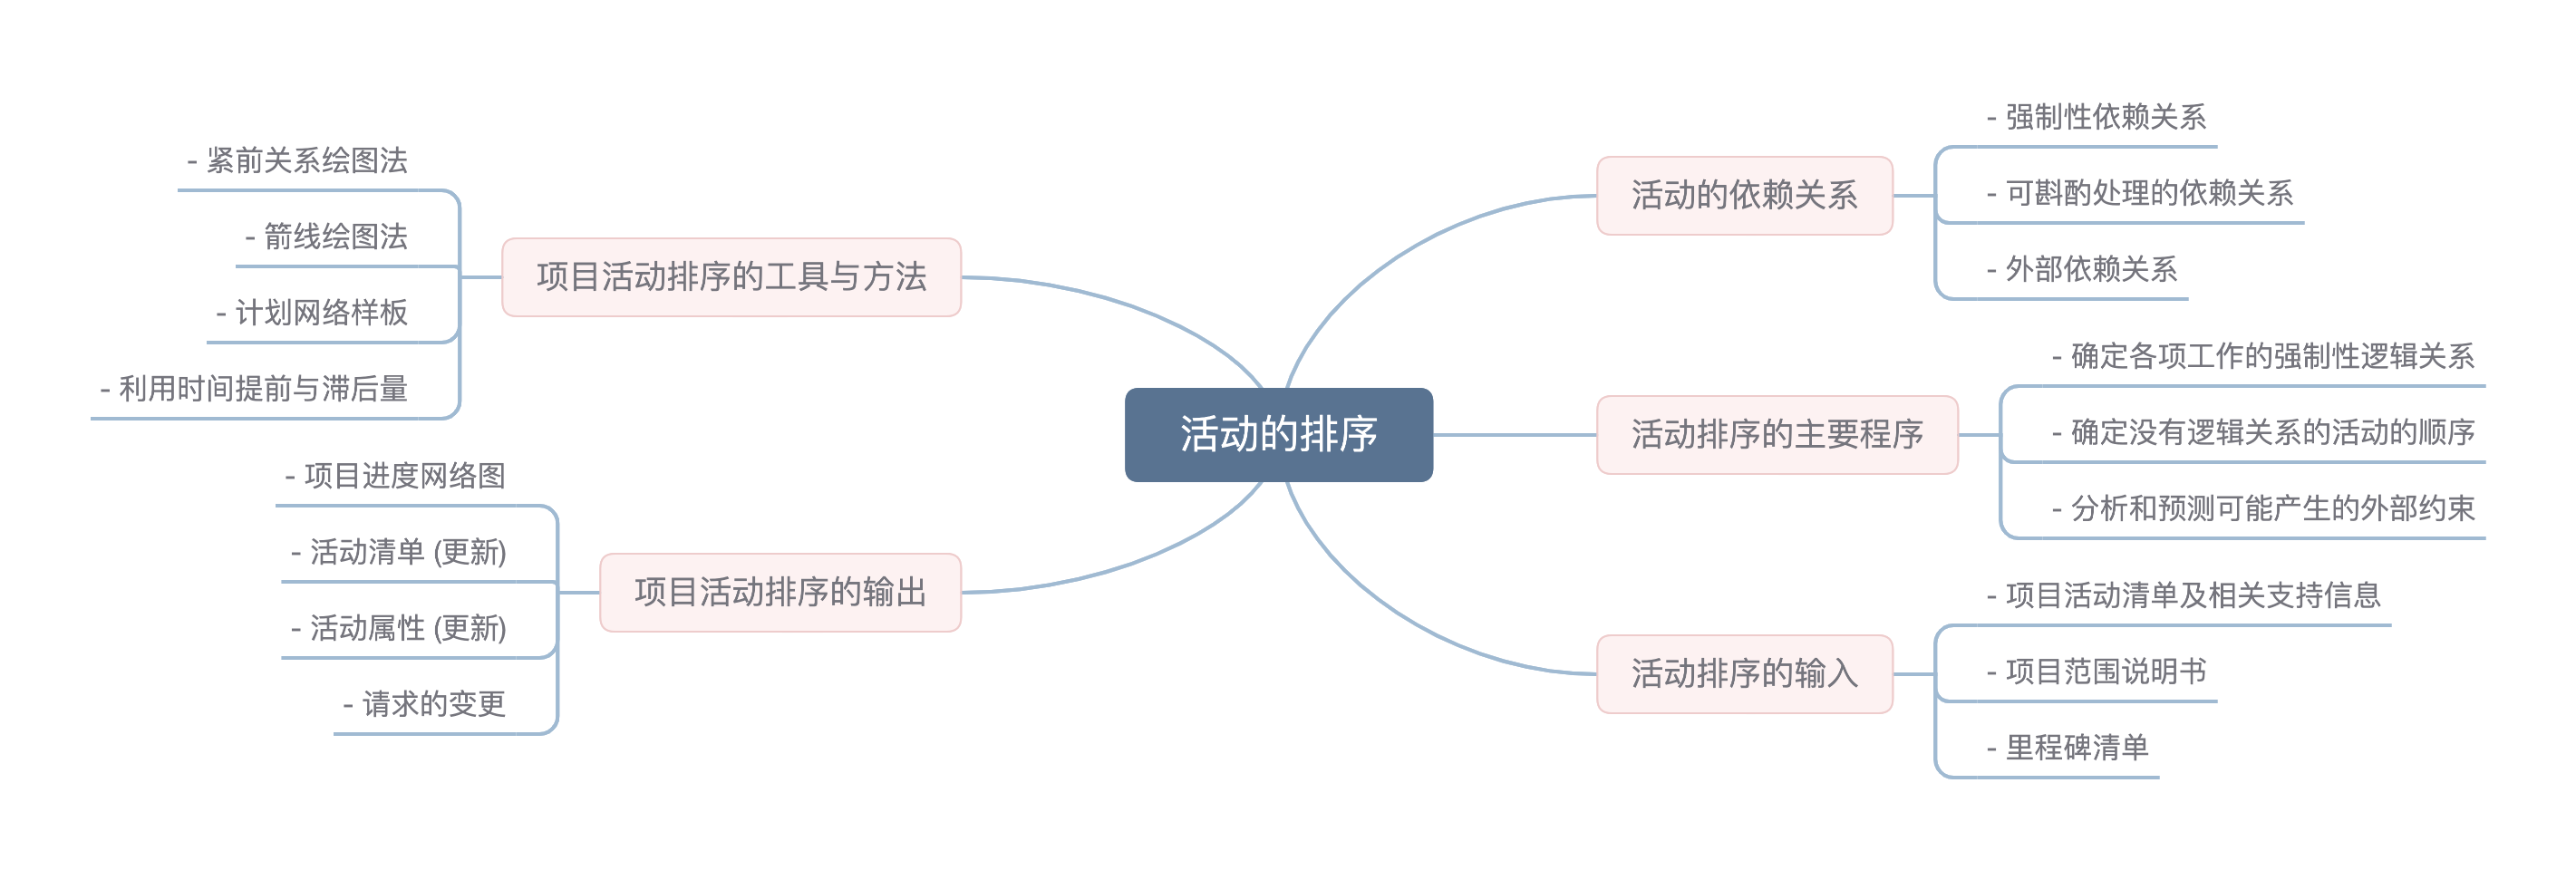 活动的排序
活动的依赖关系
- 强制性依赖关系
- 可斟酌处理的依赖关系
- 外部依赖关系
活动排序的主要程序
- 确定各项工作的强制性逻辑关系
- 确定没有逻辑关系的活动的顺序
- 分析和预测可能产生的外部约束
活动排序的输入
- 项目活动清单及相关支持信息
- 项目范围说明书
- 里程碑清单
项目活动排序的工具与方法
- 紧前关系绘图法
- 箭线绘图法
- 计划网络样板
- 利用时间提前与滞后量
项目活动排序的输出
- 项目进度网络图
- 活动清单 (更新)
- 活动属性 (更新)
- 请求的变更